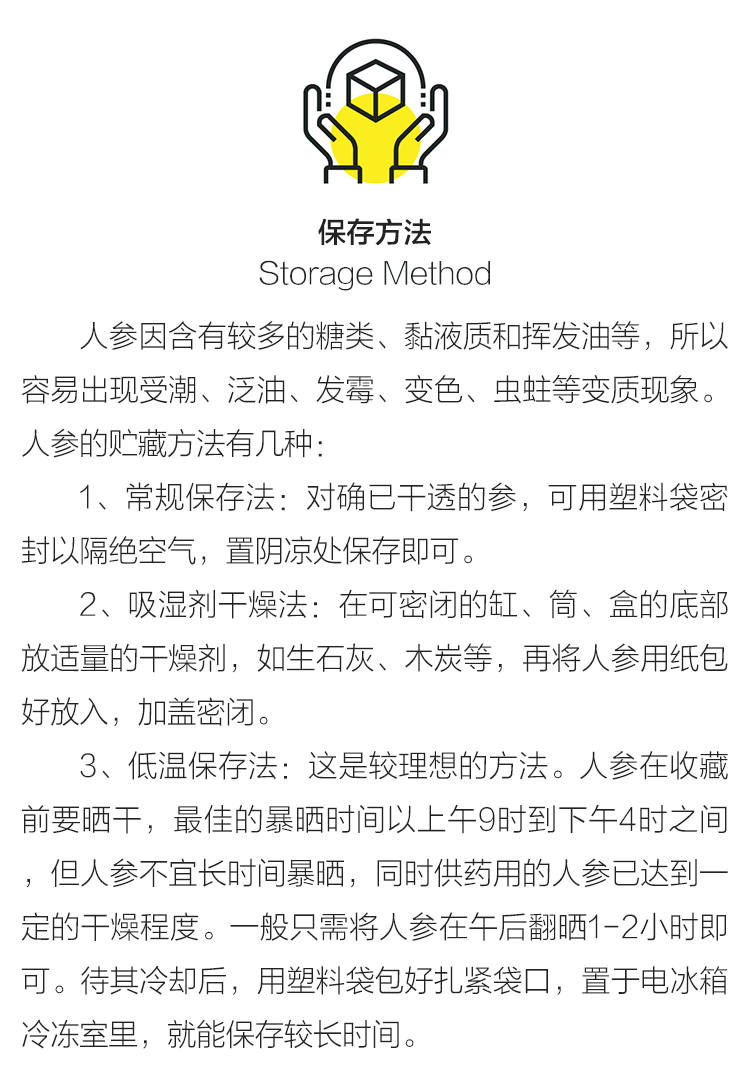 保存方法
Storage Method
人参因含有较多的糖类、黏液质和挥发油等，所以
容易出现受潮、泛油、发霉、变色、虫蛀等变质现象。
人参的贮藏方法有几种：
1、常规保存法：对确已干透的参，可用塑料袋密
封以隔绝空气，置阴凉处保存即可。
2、吸湿剂干燥法：在可密闭的缸、筒、盒的底部
放适量的干燥剂，如生石灰、木炭等，再将人参用纸包
好放入，加盖密闭。
3、低温保存法：这是较理想的方法。人参在收藏
前要晒干，最佳的暴晒时间以上午9时到下午4时之间
，但人参不宜长时间暴晒，同时供药用的人参已达到一
定的干燥程度。一般只需将人参在午后翻晒1-2小时即
可。待其冷却后，用塑料袋包好扎紧袋口，置于电冰箱
冷冻室里，就能保存较长时间。